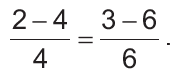 (2 − 4)/4 = (3 − 6)/6 .